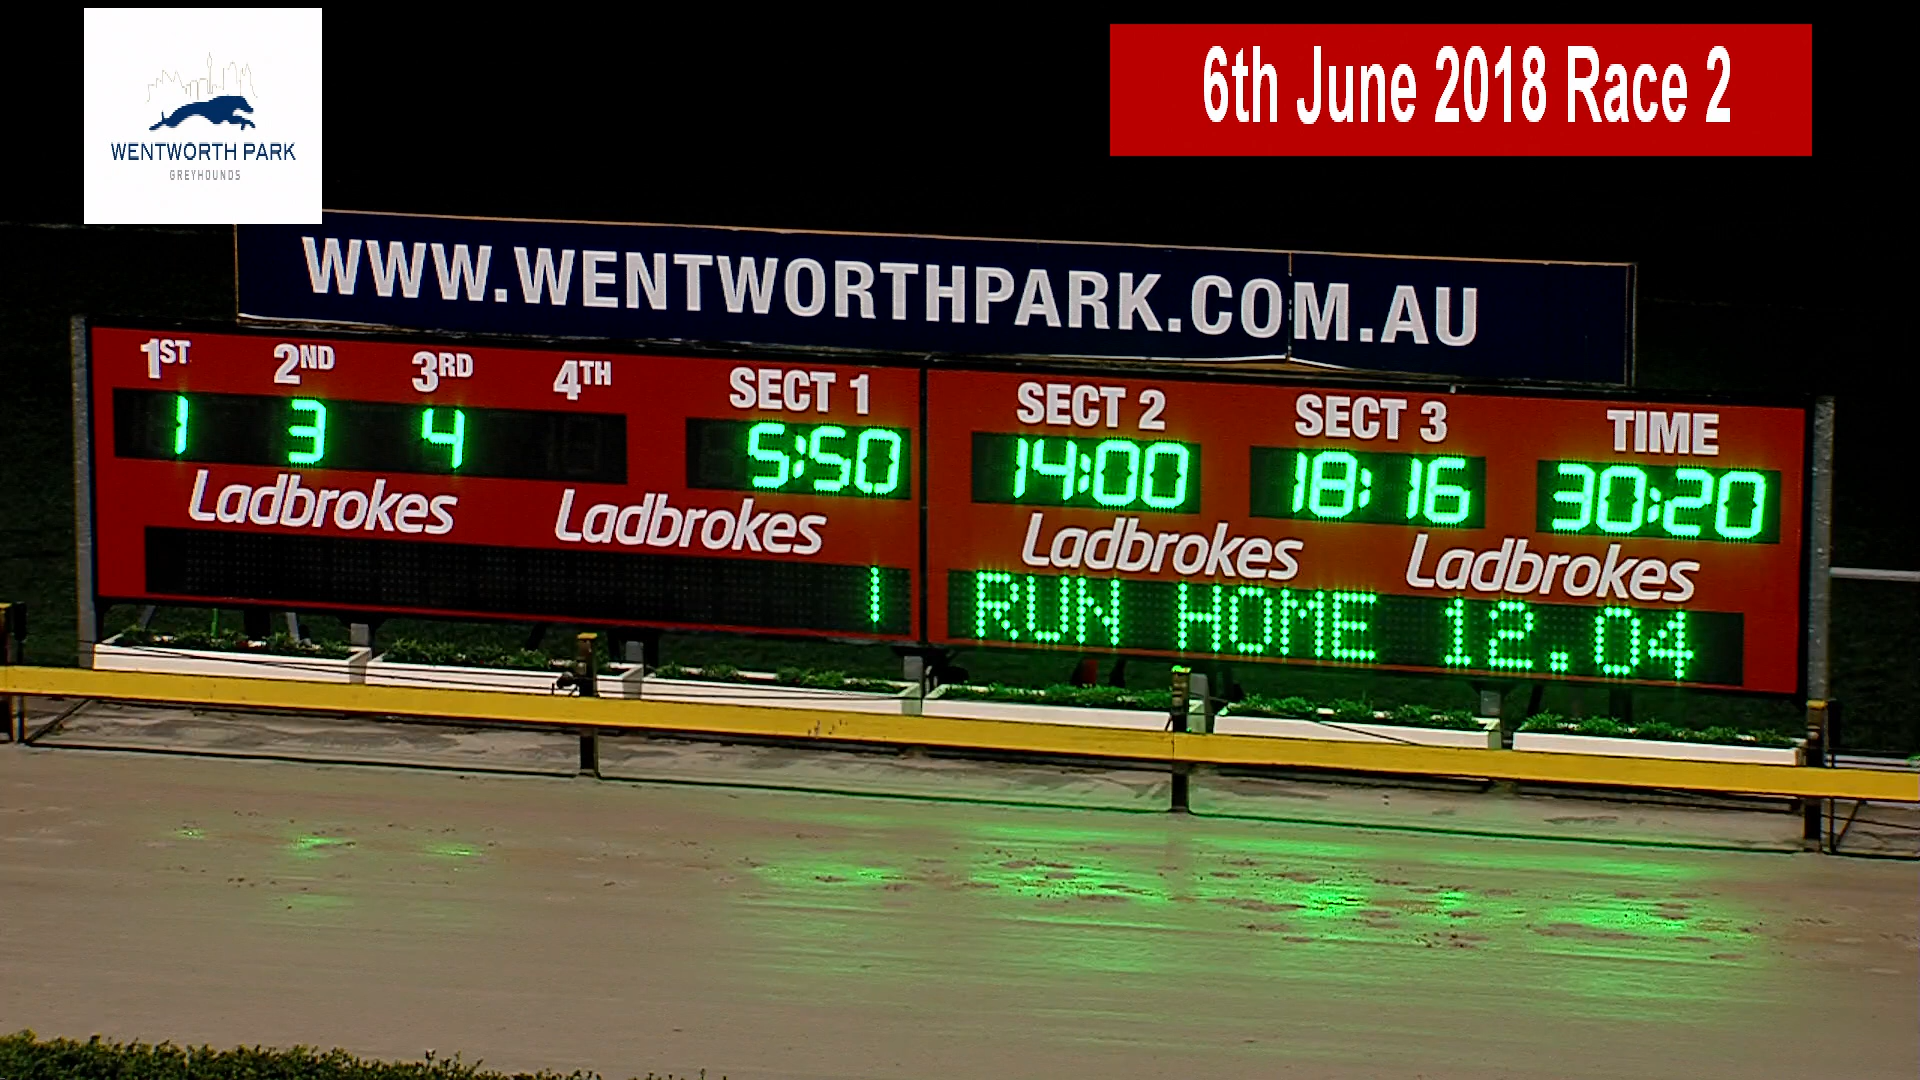 WENTWORTH PARK
GREYHOUNDS
6th June 2018 Race 2
WWW.WENTWORTHPARK.COM.AU
1ST 2ND 3RD 4TH SECT 1 SECT 2 SECT 3 TIME
1 3 4 5:50 14:00 18:16 30:20
Ladbrokes Ladbrokes Ladbrokes Ladbrokes
1 RUN HOME 12.04